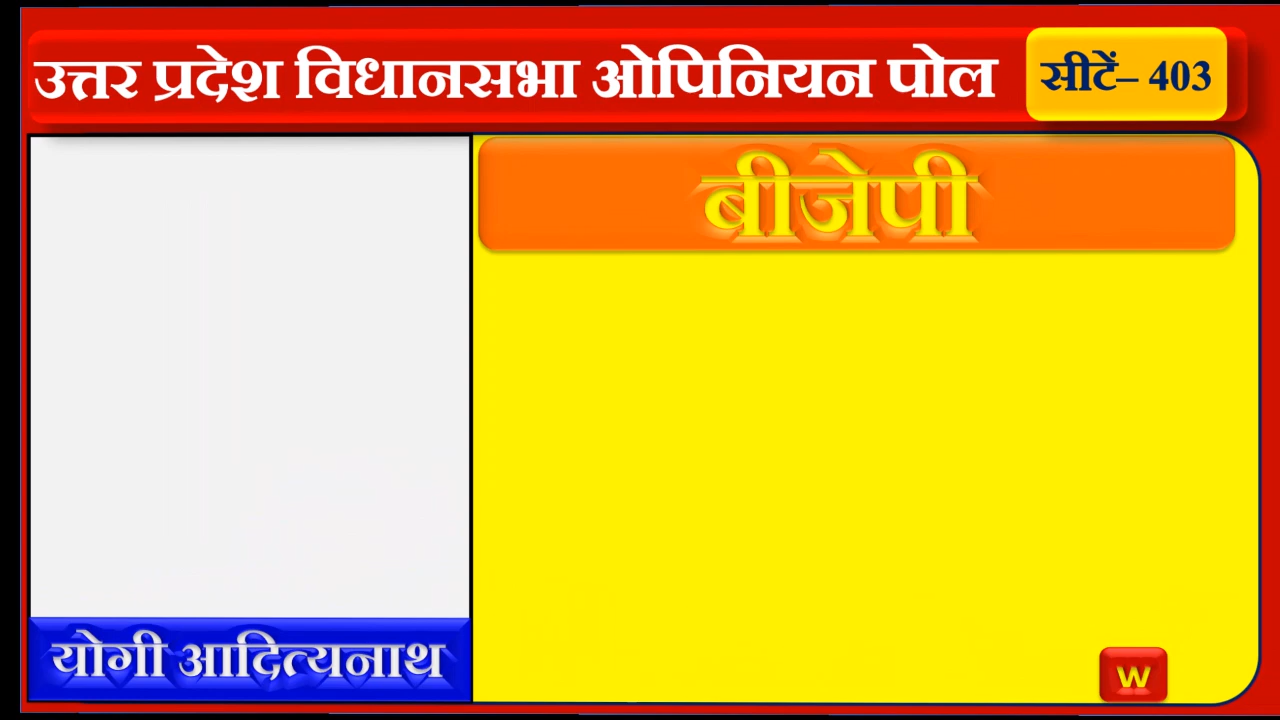 उत्तर प्रदेश विधानसभा ओपिनियन पोल
सीटें– 403
बीजेपी
योगी आदित्यनाथ
W